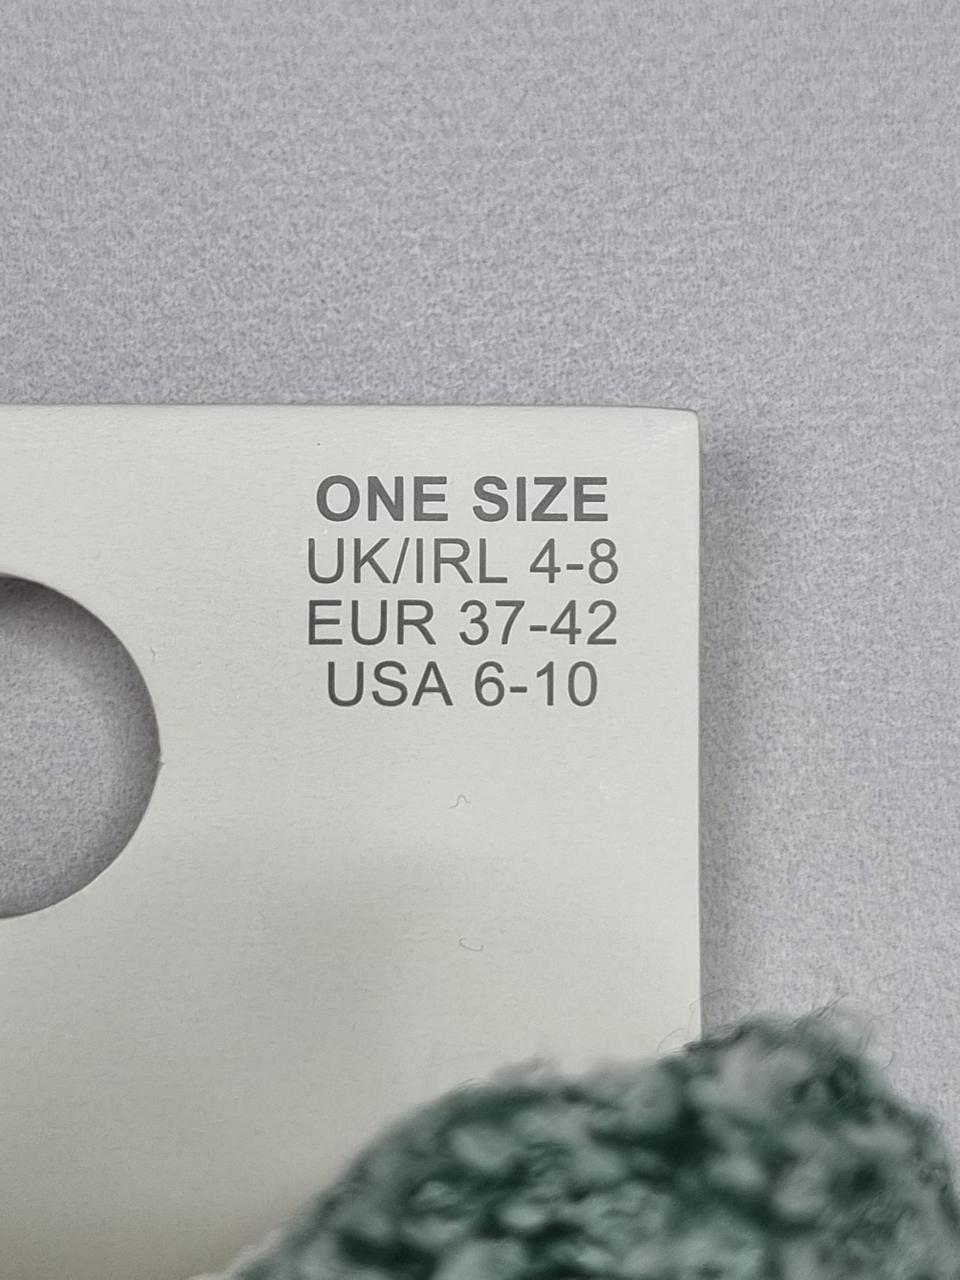 ONE SIZE
UK/IRL 4-8
EUR 37-42
USA 6-10